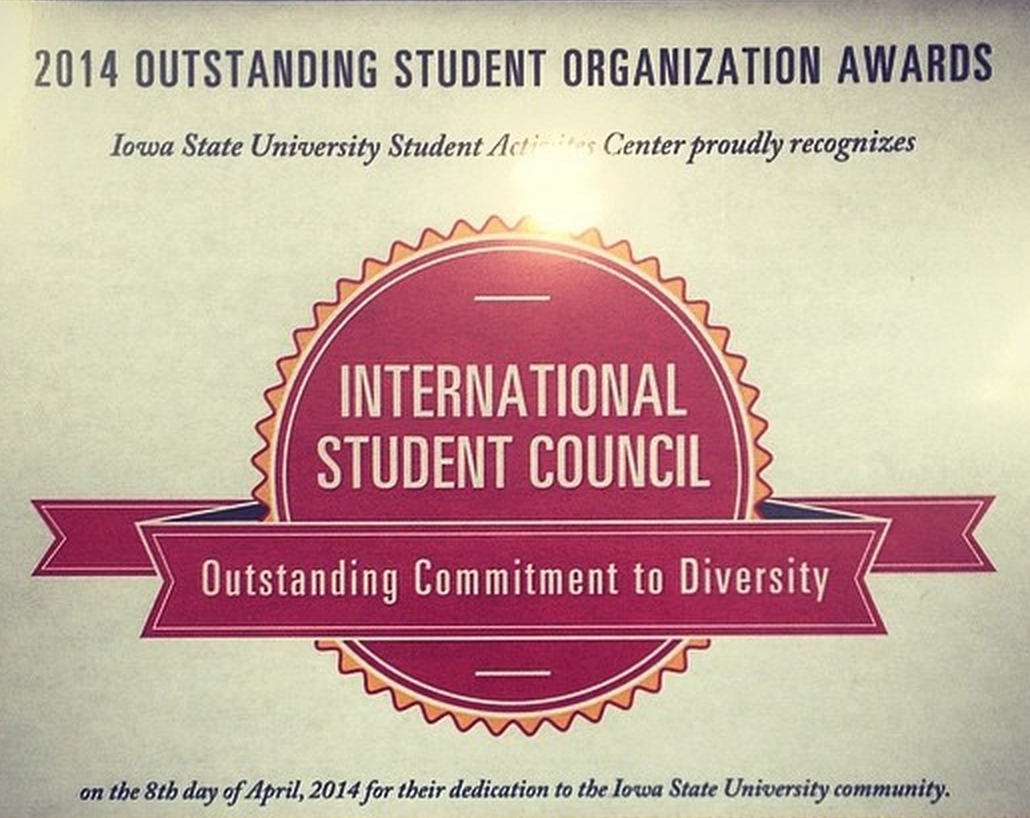 2014 OUTSTANDING STUDENT ORGANIZATION AWARDS
Iowa State University Student Center proudly recognizes
INTERNATIONAL
STUDENT COUNCIL
Outstanding Commitment to Diversity
on the 8th day of April, 2014 for their dedication to the Iowa State University community.